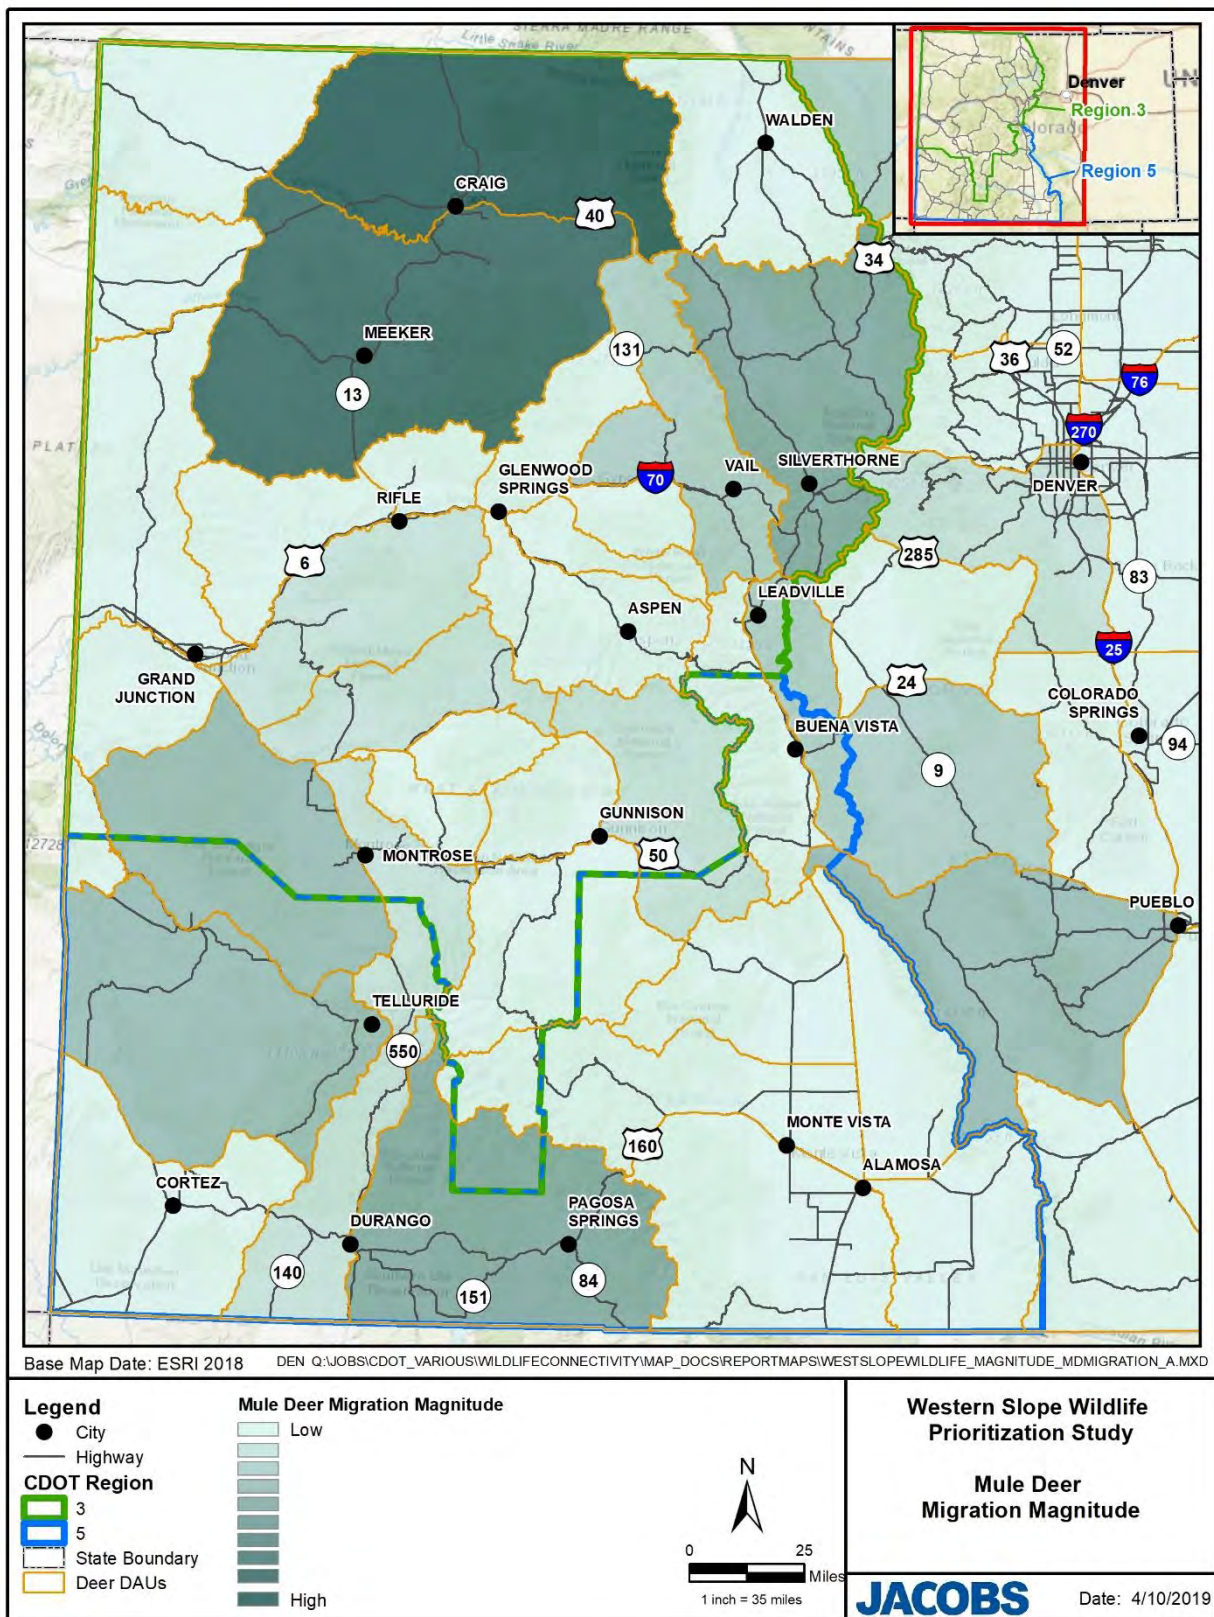 SIERRA MADRE RANGE
Little Snake River
Denver
Region 3
Region 5
WALDEN
CRAIG
40
34
MEEKER
13
131
36
52
76
270
DENVER
PLAT
GLENWOOD
SPRINGS
70
VAIL
SILVERTHORNE
RIFLE
6
285
83
LEADVILLE
ASPEN
25
GRAND
JUNCTION
24
COLORADO
SPRINGS
BUENA VISTA
94
9
GUNNISON
50
MONTROSE
12728
PUEBLO
TELLURIDE
550
MONTE VISTA
160
ALAMOSA
CORTEZ
DURANGO
PAGOSA
SPRINGS
140
151
84
Base Map Date: ESRI 2018
DEN Q:\JOBS\CDOT_VARIOUS\WILDLIFECONNECTIVITY\MAP_DOCS\REPORTMAPS\WESTSLOPEWILDLIFE_MAGNITUDE_MDMIGRATION_A.MXD
Legend
City
Highway
CDOT Region
3
5
State Boundary
Deer DAUs
Mule Deer Migration Magnitude
Low
High
N
0 25
Miles
1 inch = 35 miles
Western Slope Wildlife
Prioritization Study
Mule Deer
Migration Magnitude
JACOBS
Date: 4/10/2019